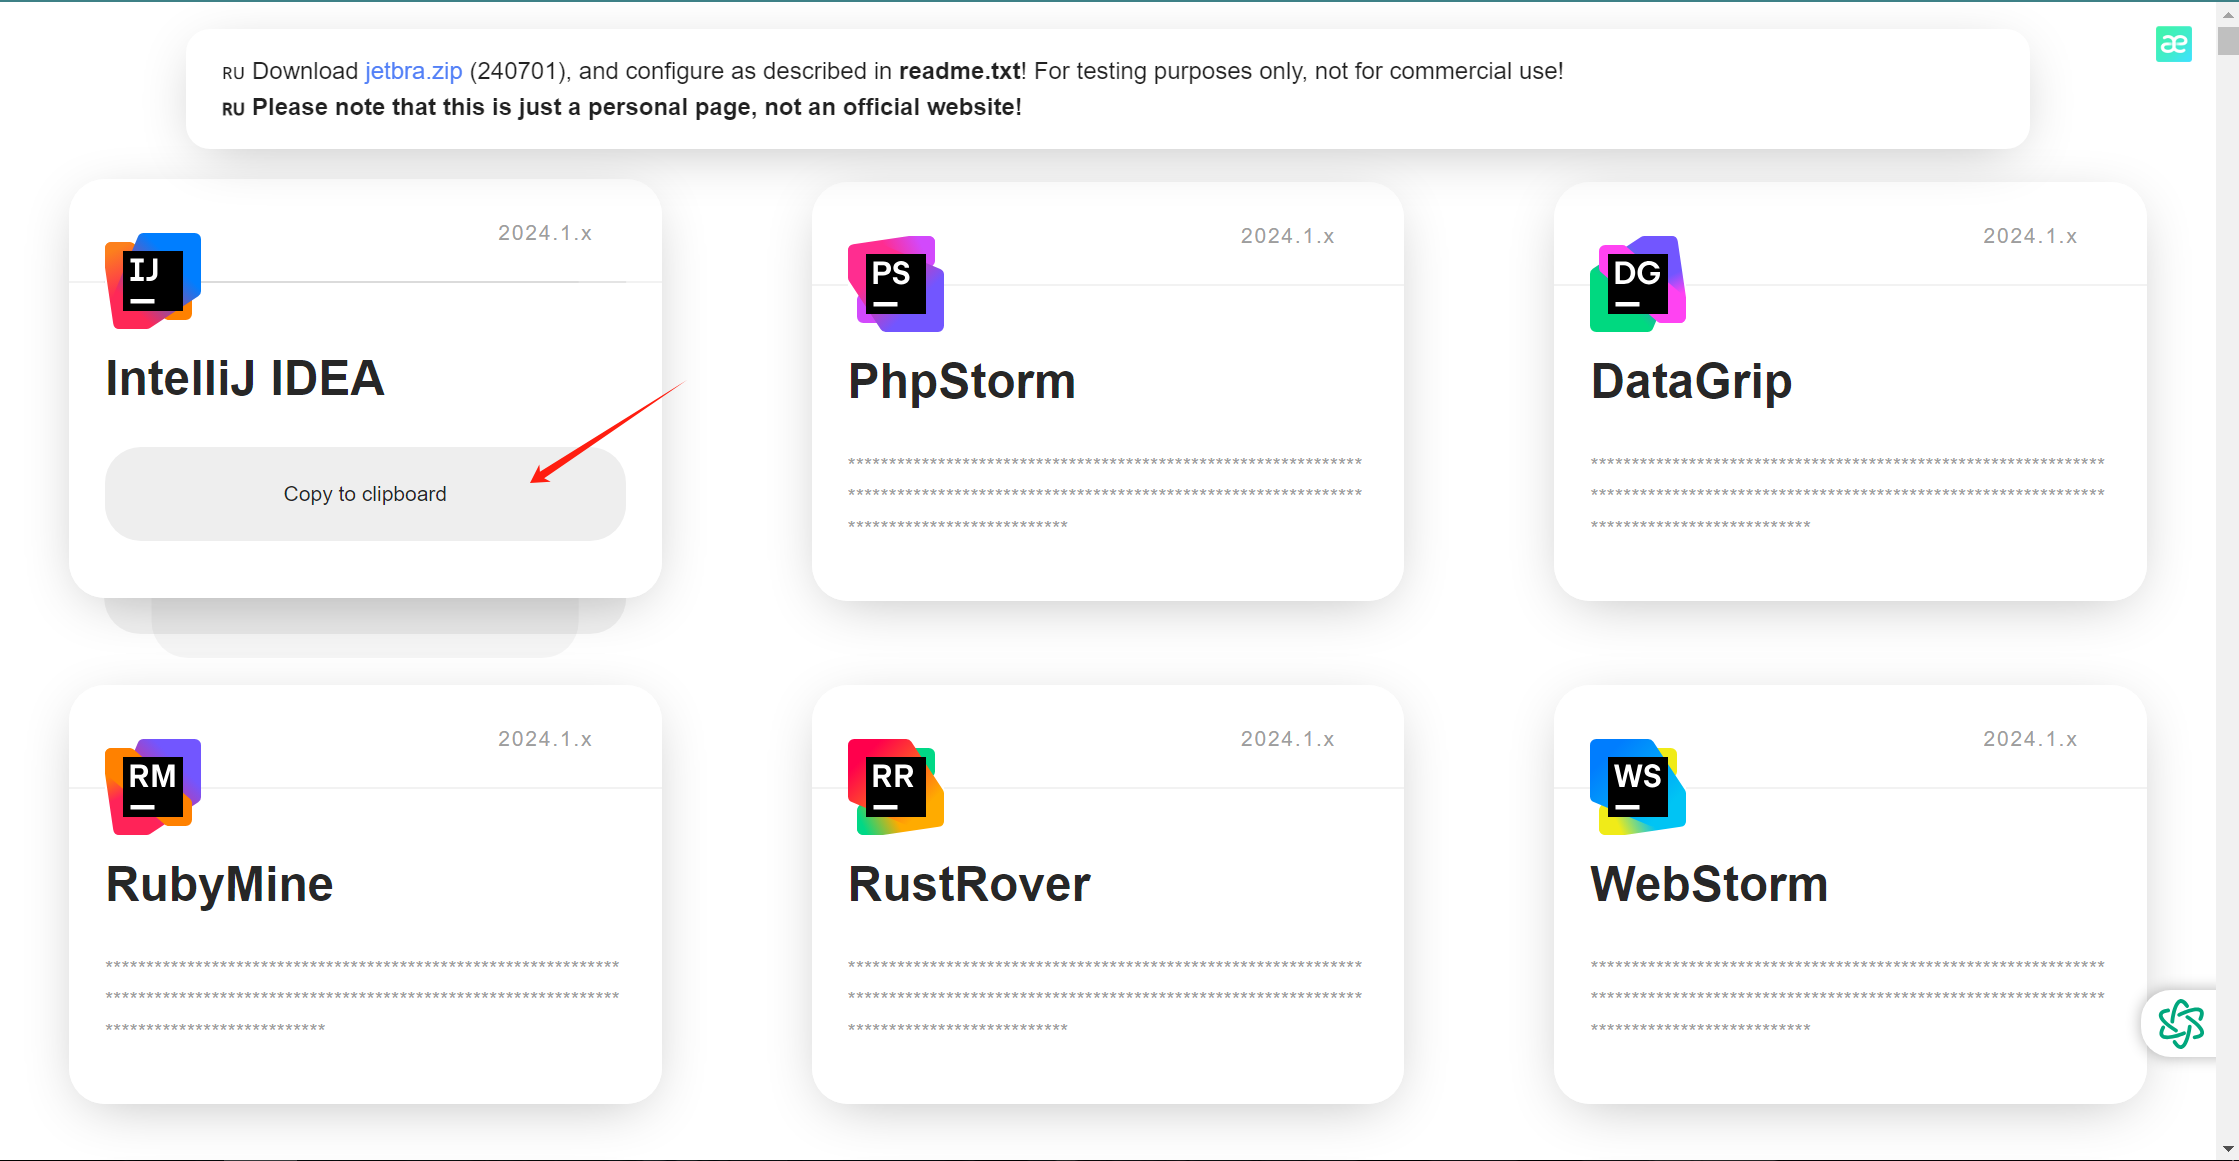 RU Download jetbra.zip (240701), and configure as described in readme.txt! For testing purposes only, not for commercial use!
RU Please note that this is just a personal page, not an official website!
2024.1.x
IJ
IntelliJ IDEA
Copy to clipboard
2024.1.x
PS
PhpStorm
***************************************************************
***************************************************************
***************************
2024.1.x
DG
DataGrip
***************************************************************
***************************************************************
***************************
2024.1.x
RM
RubyMine
***************************************************************
***************************************************************
***************************
2024.1.x
RR
RustRover
***************************************************************
***************************************************************
***************************
2024.1.x
WS
WebStorm
***************************************************************
***************************************************************
***************************
æ